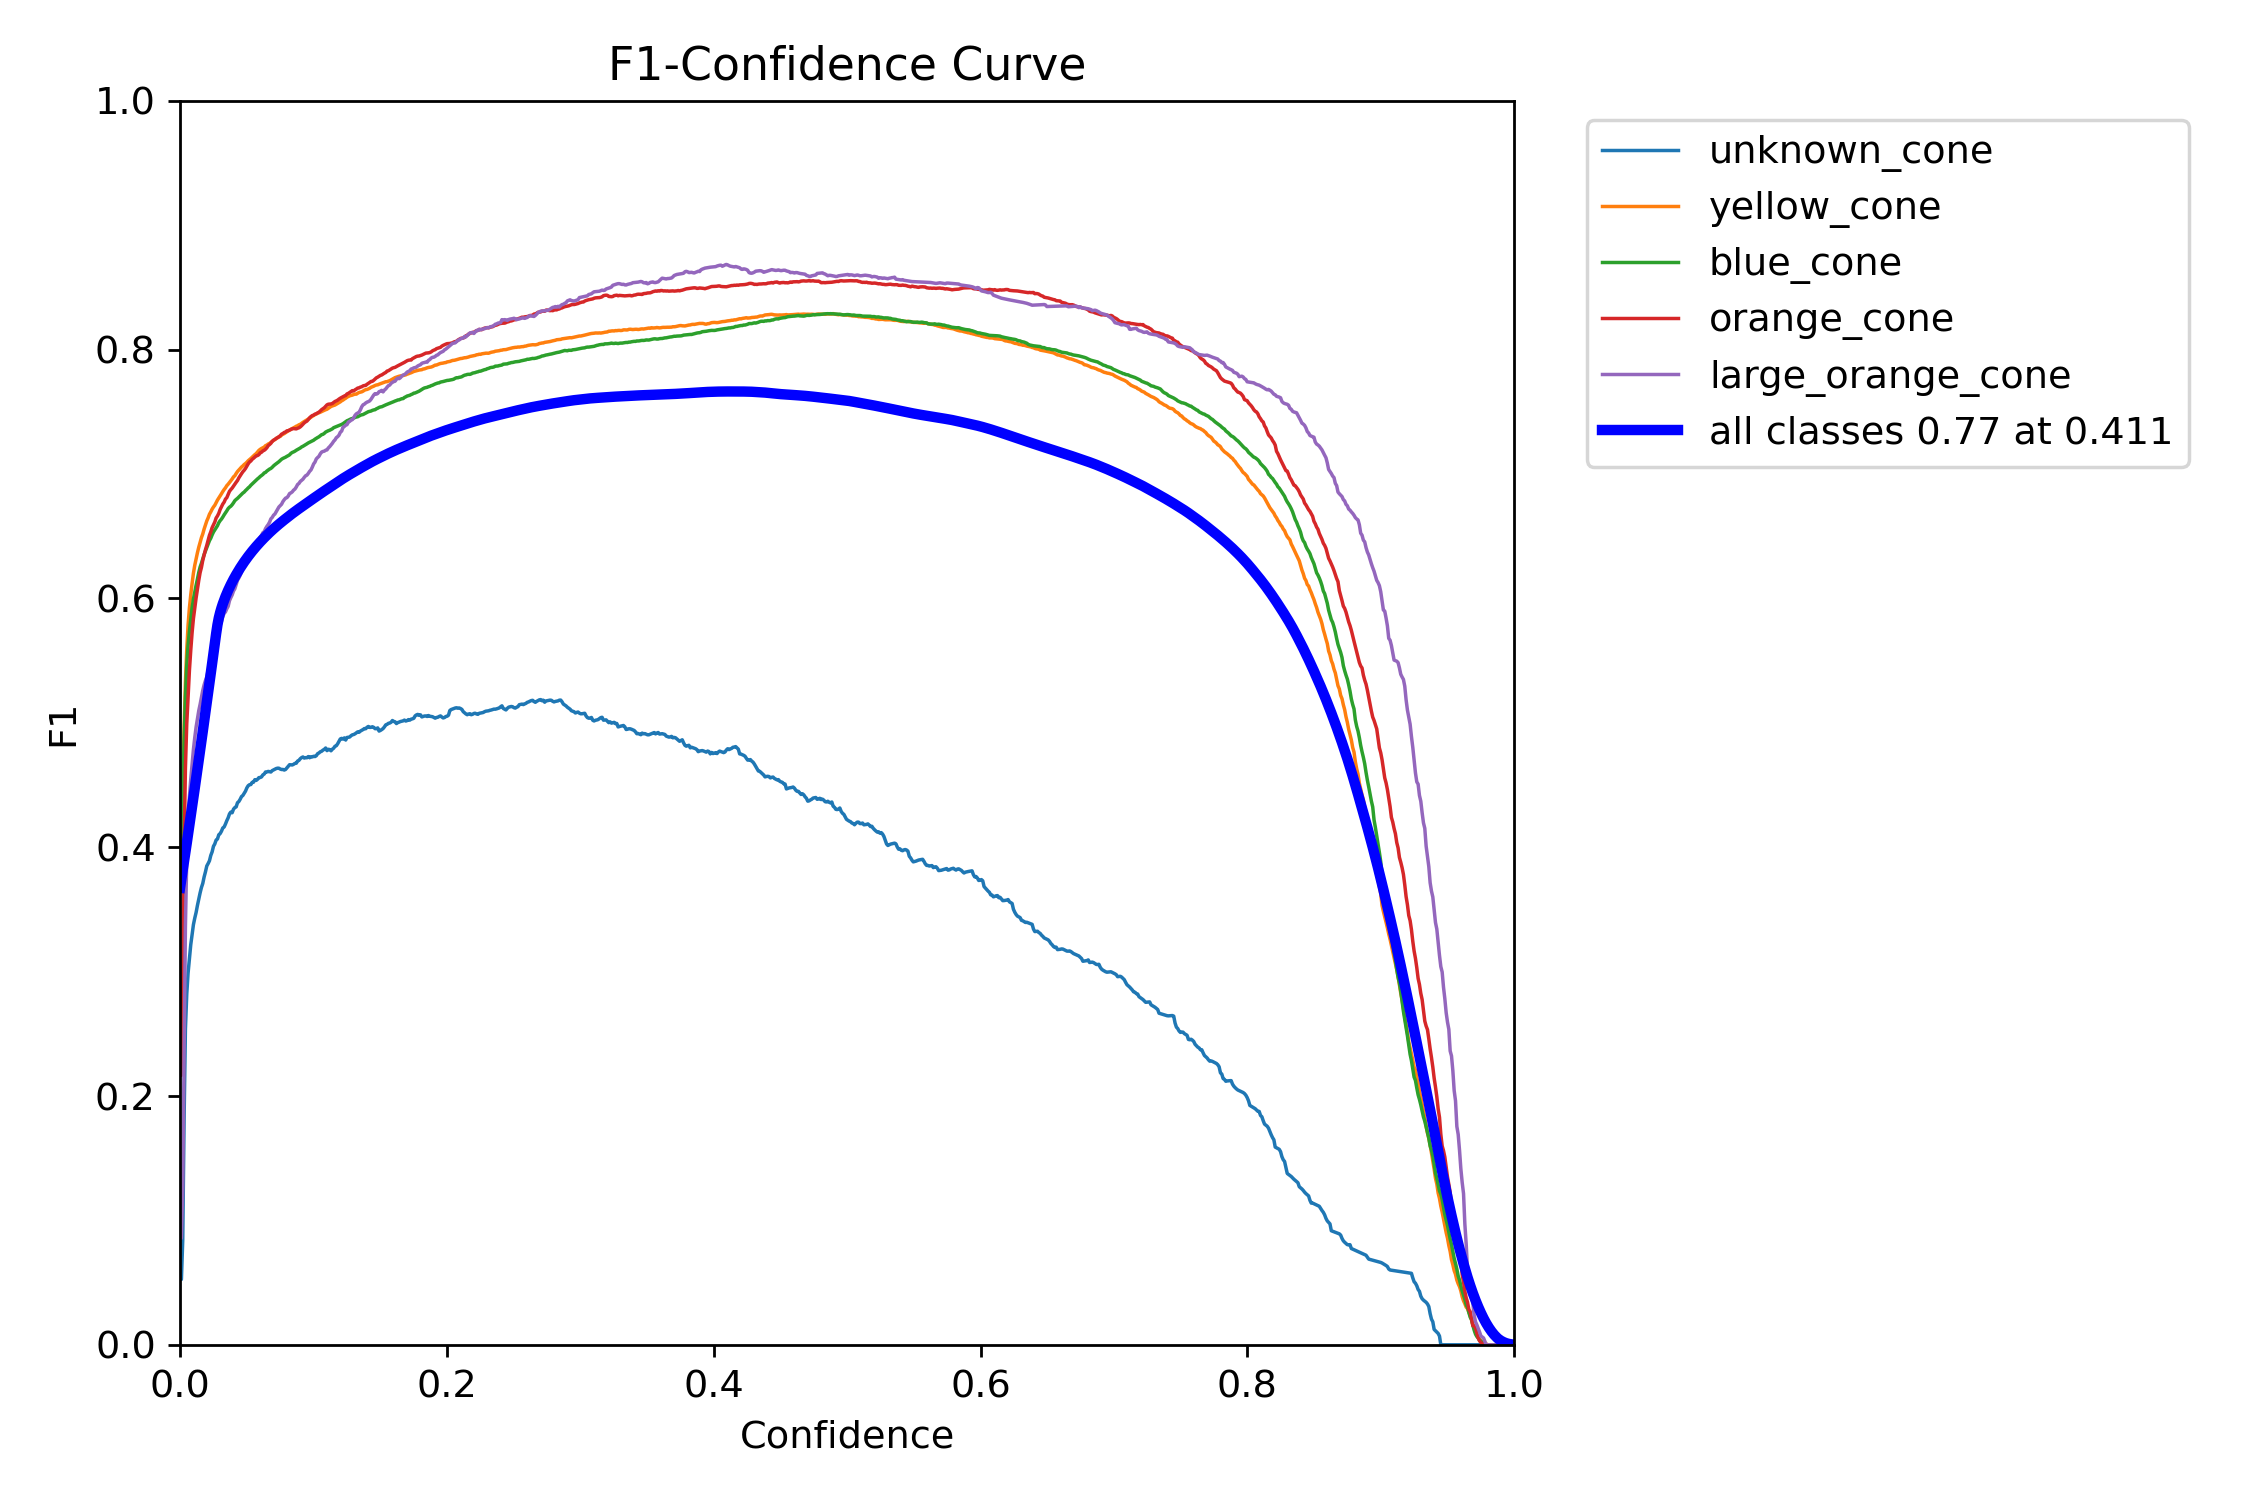 F1-Confidence Curve
1.0
0.8
0.6
0.4
0.2
0.0
F1
0.0 0.2 0.4 0.6 0.8 1.0
Confidence
unknown_cone
yellow_cone
blue_cone
orange_cone
large_orange_cone
all classes 0.77 at 0.411